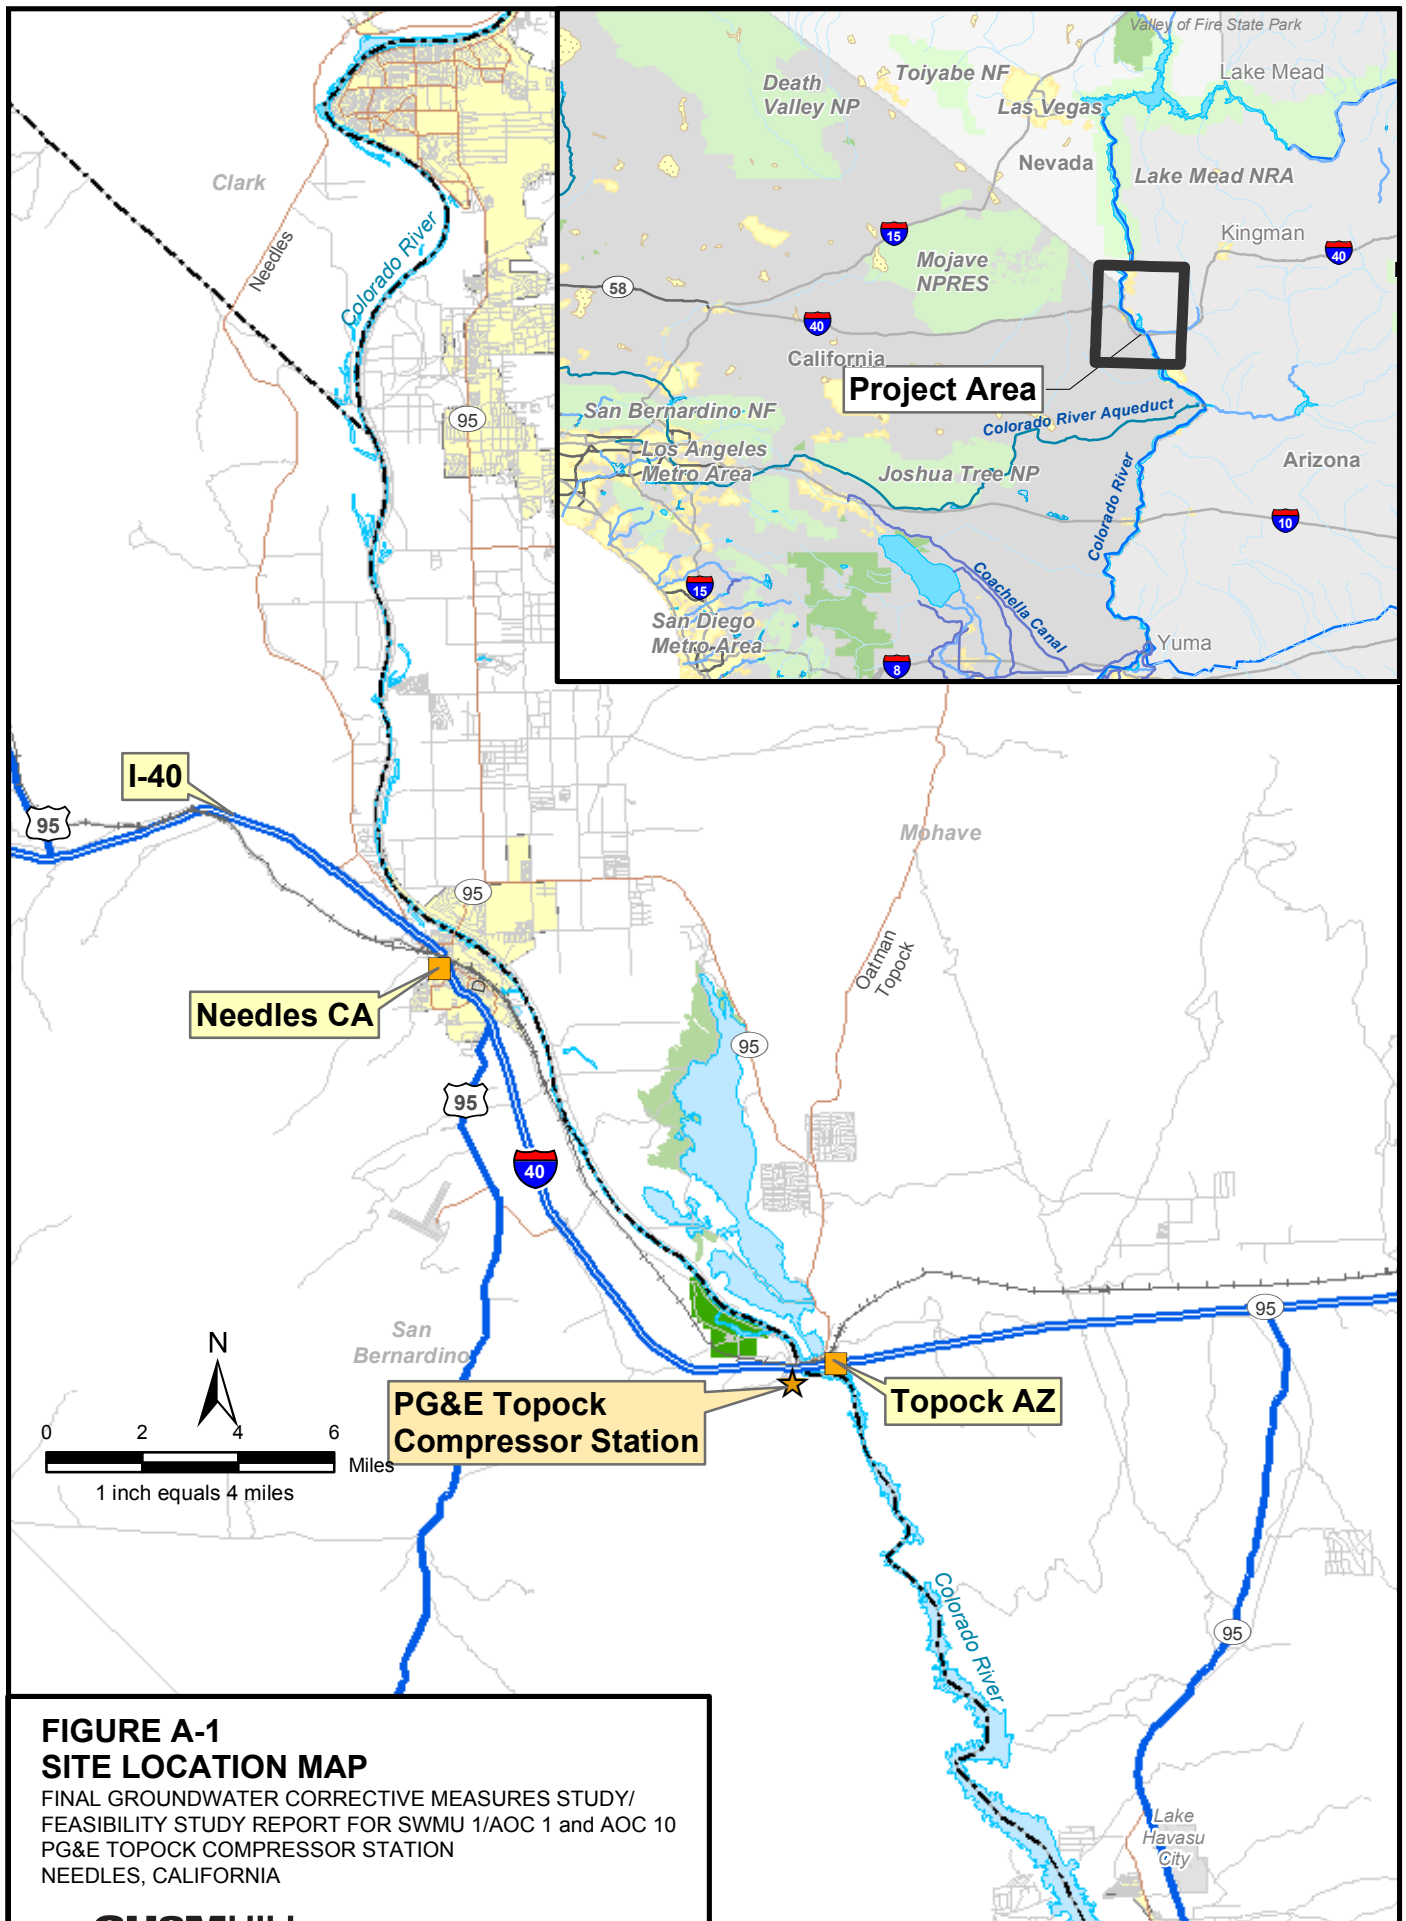 Valley of Fire State Park
Lake Mead
Toiyabe NF
Death
Valley NP
Las Vegas
Nevada
Lake Mead NRA
Kingman
15
40
Mojave
NPRES
58
40
California
Project Area
San Bernardino NF
Colorado River Aqueduct
Los Angeles
Metro Area
Joshua Tree NP
Arizona
Colorado River
10
15
Coachella Canal
San Diego
Metro Area
Yuma
8
Clark
Needles
Colorado River
95
I-40
95
Mohave
95
Oatman
Topock
Needles CA
95
95
40
San
Bernardino
95
N
PG&E Topock
Compressor Station
Topock AZ
0 2 4 6
Miles
1 inch equals 4 miles
Colorado River
95
Lake
Havasu
City
FIGURE A-1
SITE LOCATION MAP
FINAL GROUNDWATER CORRECTIVE MEASURES STUDY/
FEASIBILITY STUDY REPORT FOR SWMU 1/AOC 1 and AOC 10
PG&E TOPOCK COMPRESSOR STATION
NEEDLES, CALIFORNIA